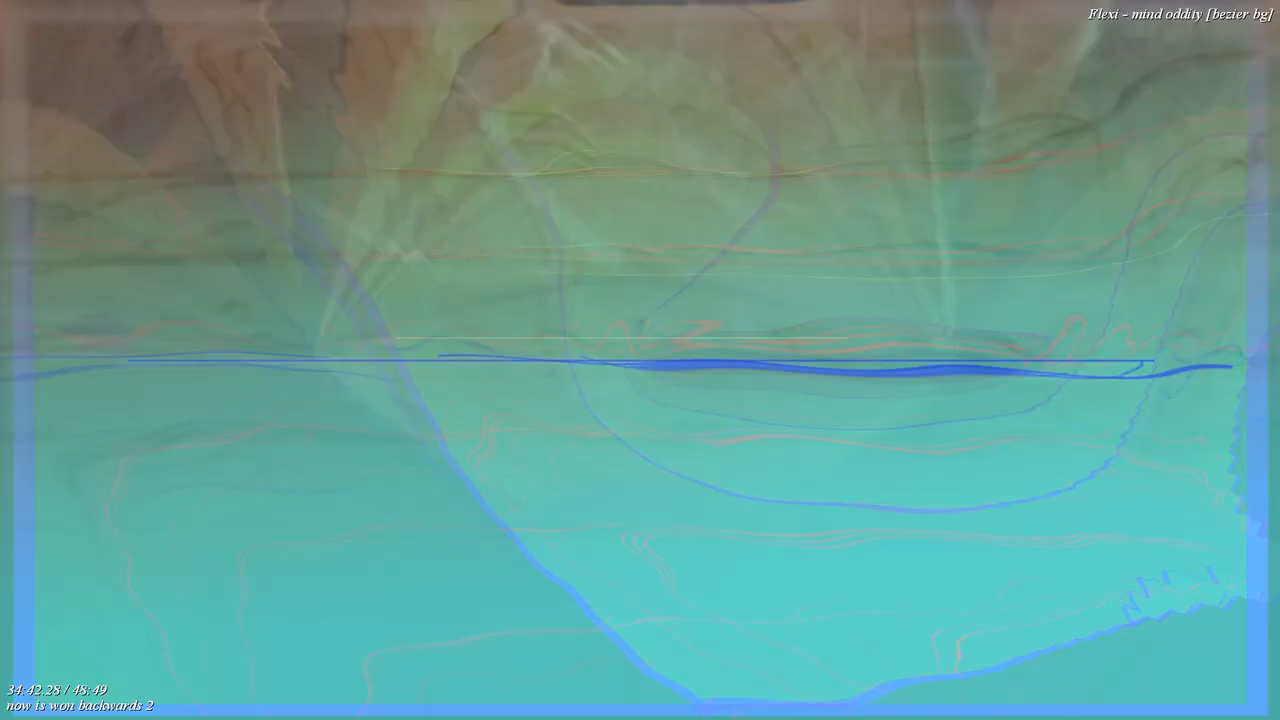 Flexi - mind oddity [bezier bg]
34:42.28 / 48:49
now is won backwards 2